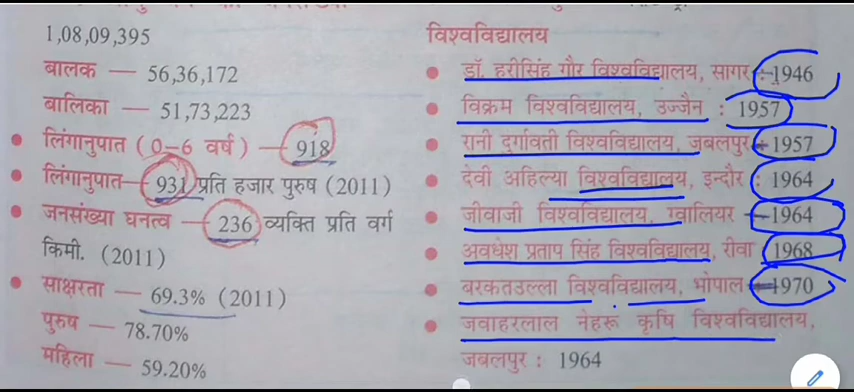 1,08,09,395
बालक — 56,36,172
बालिका — 51,73,223
• लिंगानुपात (0-6 वर्ष) — 918
• लिंगानुपात — 931 प्रति हजार पुरुष (2011)
• जनसंख्या घनत्व — 236 व्यक्ति प्रति वर्ग
किमी. (2011)
• साक्षरता — 69.3% (2011)
पुरुष — 78.70%
महिला — 59.20%
विश्वविद्यालय
• डॉ. हरीसिंह गौर विश्वविद्यालय, सागर : 1946
• विक्रम विश्वविद्यालय, उज्जैन : 1957
• रानी दुर्गावती विश्वविद्यालय, जबलपुर : 1957
• देवी अहिल्या विश्वविद्यालय, इन्दौर : 1964
• जीवाजी विश्वविद्यालय, ग्वालियर — 1964
• अवधेश प्रताप सिंह विश्वविद्यालय, रीवा 1968
• बरकतउल्ला विश्वविद्यालय, भोपाल — 1970
• जवाहरलाल नेहरू कृषि विश्वविद्यालय,
जबलपुर : 1964